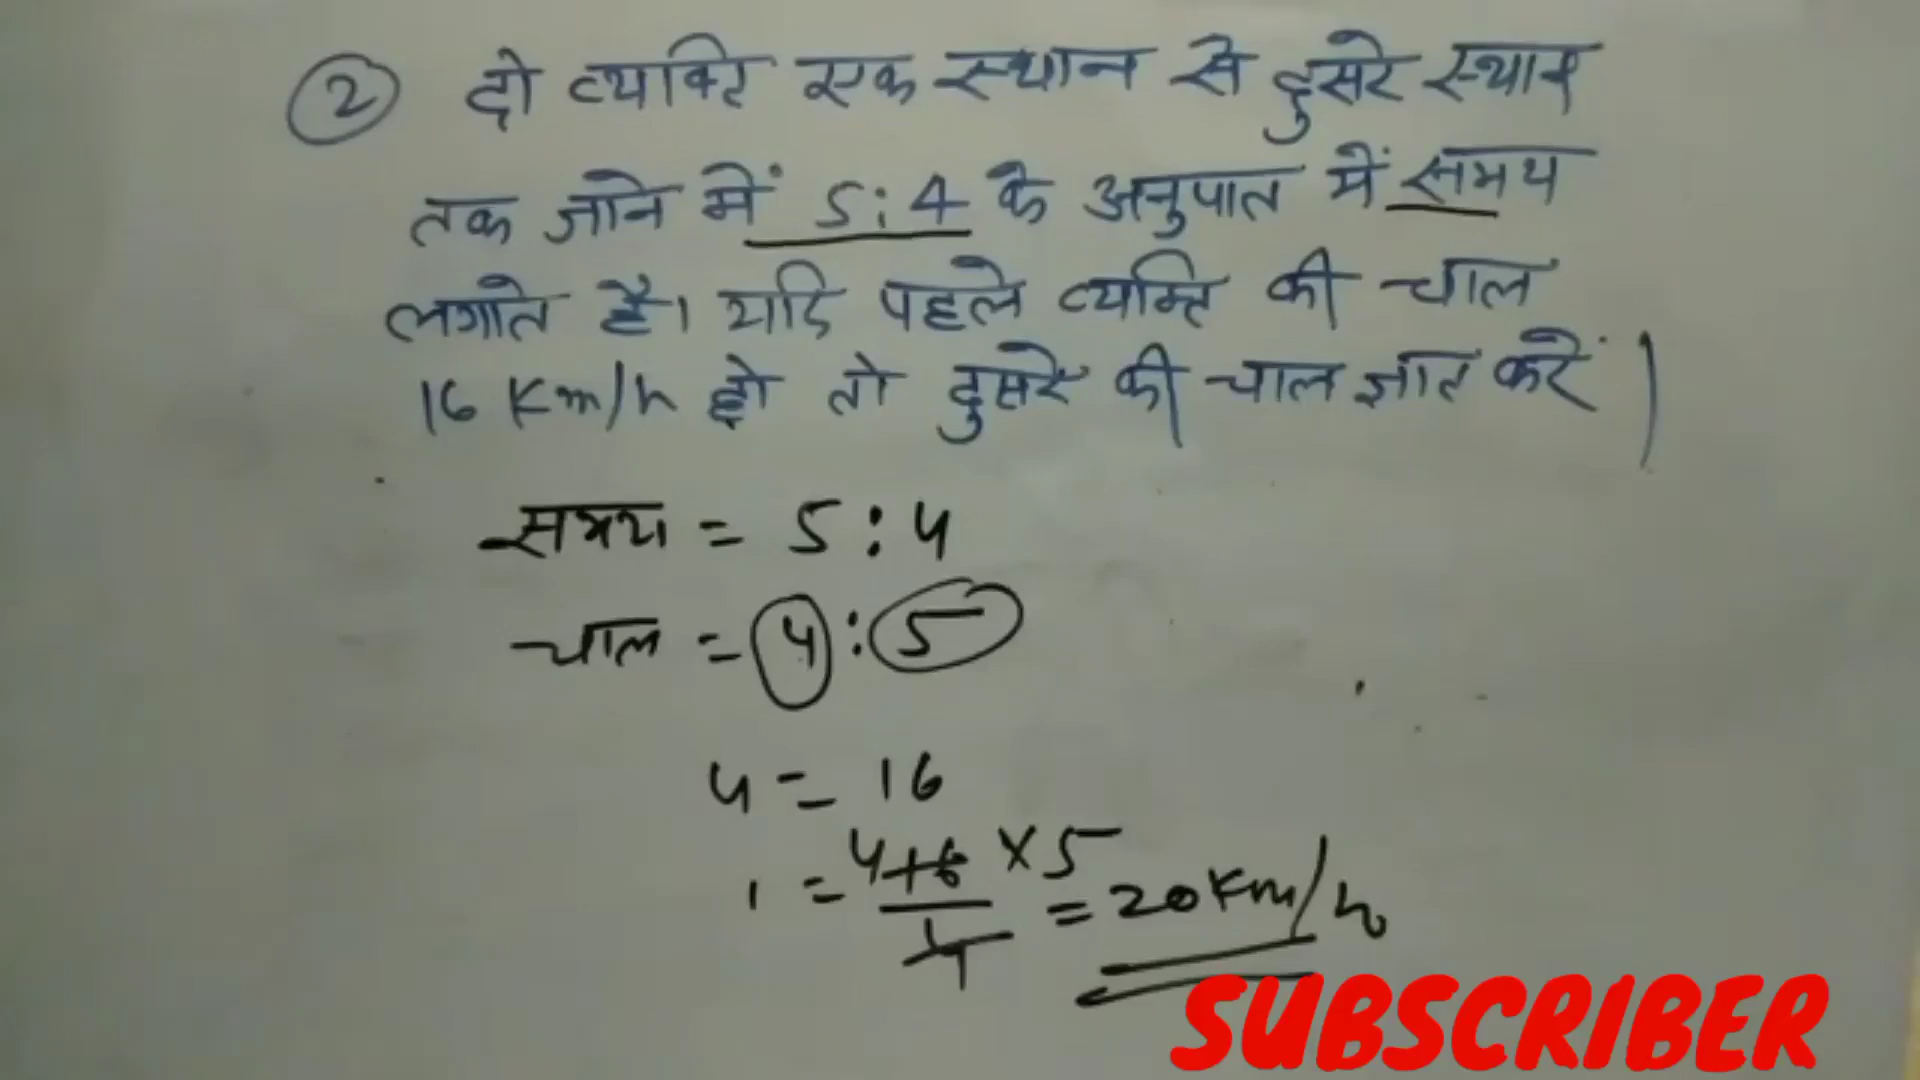 ② दो व्यक्ति एक स्थान से दुसरे स्थान
तक जाने में 5:4 के अनुपात में समय
लगाते है। यदि पहले व्यक्ति की चाल
16 Km/h हो तो दुसरे की चाल ज्ञात करें।
समय = 5:4
चाल = 4:5
4 = 16
1 = 4 16 × 5 / 4 = 20 Km/h
SUBSCRIBER